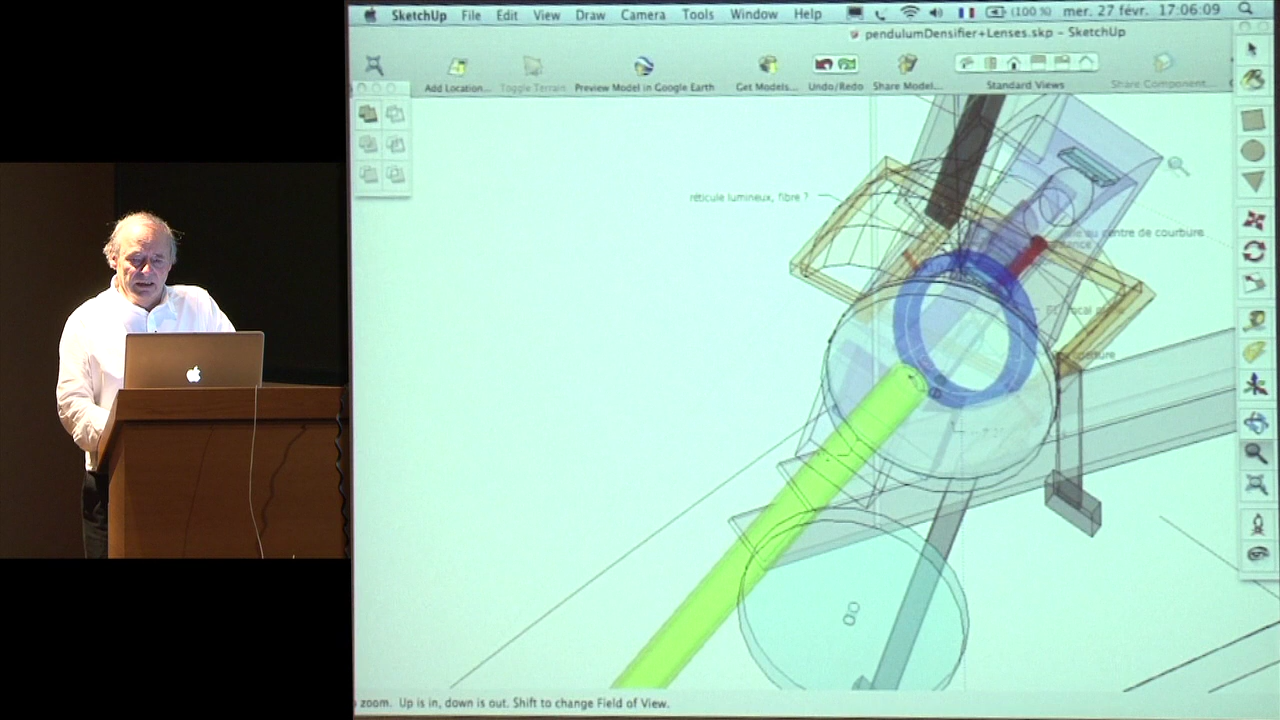 SketchUp File Edit View Draw Camera Tools Window Help (100 %) mer. 27 févr. 17:06:09
pendulumDensifier+Lenses.skp - SketchUp
Add Location... Toggle Terrain Preview Model in Google Earth Get Models... Undo/Redo Share Model... Standard Views Share Component...
réticule lumineux, fibre ?
au centre de courbure
zoom. Up is in, down is out. Shift to change Field of View.